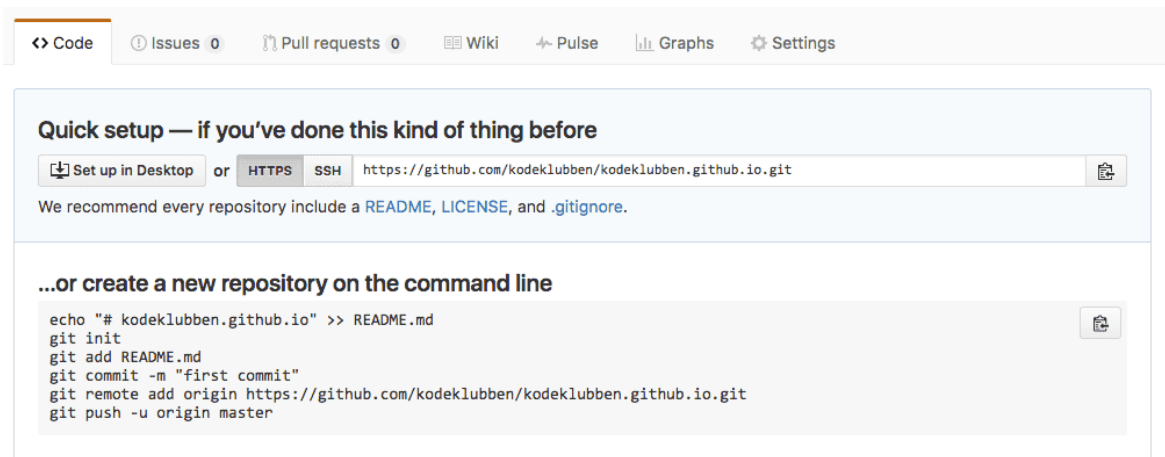 <> Code Issues 0 Pull requests 0 Wiki Pulse Graphs Settings
Quick setup — if you’ve done this kind of thing before
Set up in Desktop or HTTPS SSH https://github.com/kodeklubben/kodeklubben.github.io.git
We recommend every repository include a README, LICENSE, and .gitignore.
...or create a new repository on the command line
echo "# kodeklubben.github.io" >> README.md
git init
git add README.md
git commit -m "first commit"
git remote add origin https://github.com/kodeklubben/kodeklubben.github.io.git
git push -u origin master